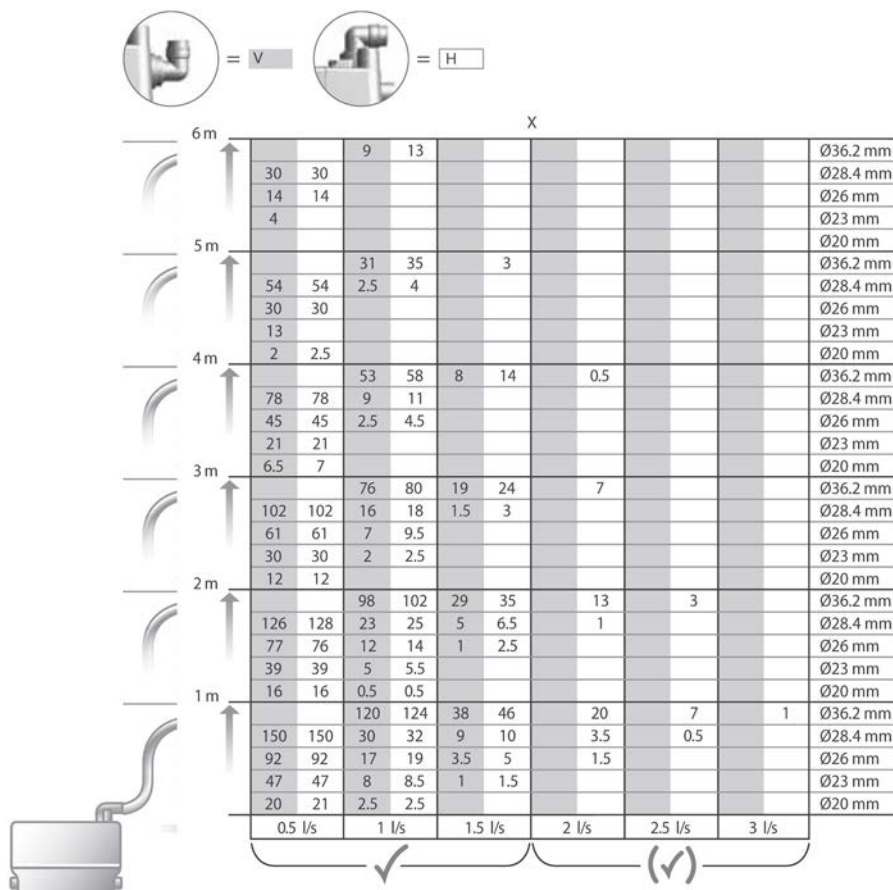 = V = H
X
6 m
9 13 Ø36.2 mm
30 30 Ø28.4 mm
14 14 Ø26 mm
4 Ø23 mm
Ø20 mm
5 m
31 35 3 Ø36.2 mm
54 54 2.5 4 Ø28.4 mm
30 30 Ø26 mm
13 Ø23 mm
2 2.5 Ø20 mm
4 m
53 58 8 14 0.5 Ø36.2 mm
78 78 9 11 Ø28.4 mm
45 45 2.5 4.5 Ø26 mm
21 21 Ø23 mm
6.5 7 Ø20 mm
3 m
76 80 19 24 7 Ø36.2 mm
102 102 16 18 1.5 3 Ø28.4 mm
61 61 7 9.5 Ø26 mm
30 30 2 2.5 Ø23 mm
12 12 Ø20 mm
2 m
98 102 29 35 13 3 Ø36.2 mm
126 128 23 25 5 6.5 1 Ø28.4 mm
77 76 12 14 1 2.5 Ø26 mm
39 39 5 5.5 Ø23 mm
16 16 0.5 0.5 Ø20 mm
1 m
120 124 38 46 20 7 1 Ø36.2 mm
150 150 30 32 9 10 3.5 0.5 Ø28.4 mm
92 92 17 19 3.5 5 1.5 Ø26 mm
47 47 8 8.5 1 1.5 Ø23 mm
20 21 2.5 2.5 Ø20 mm
0.5 l/s 1 l/s 1.5 l/s 2 l/s 2.5 l/s 3 l/s
✓ (✓)